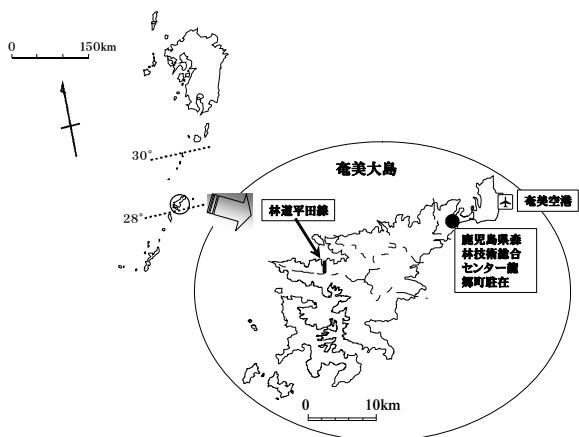 0
150km
30°
28°
奄美大島
林道平田線
奄美空港
鹿児島県森
林技術総合
センター龍
郷町駐在
0
10km